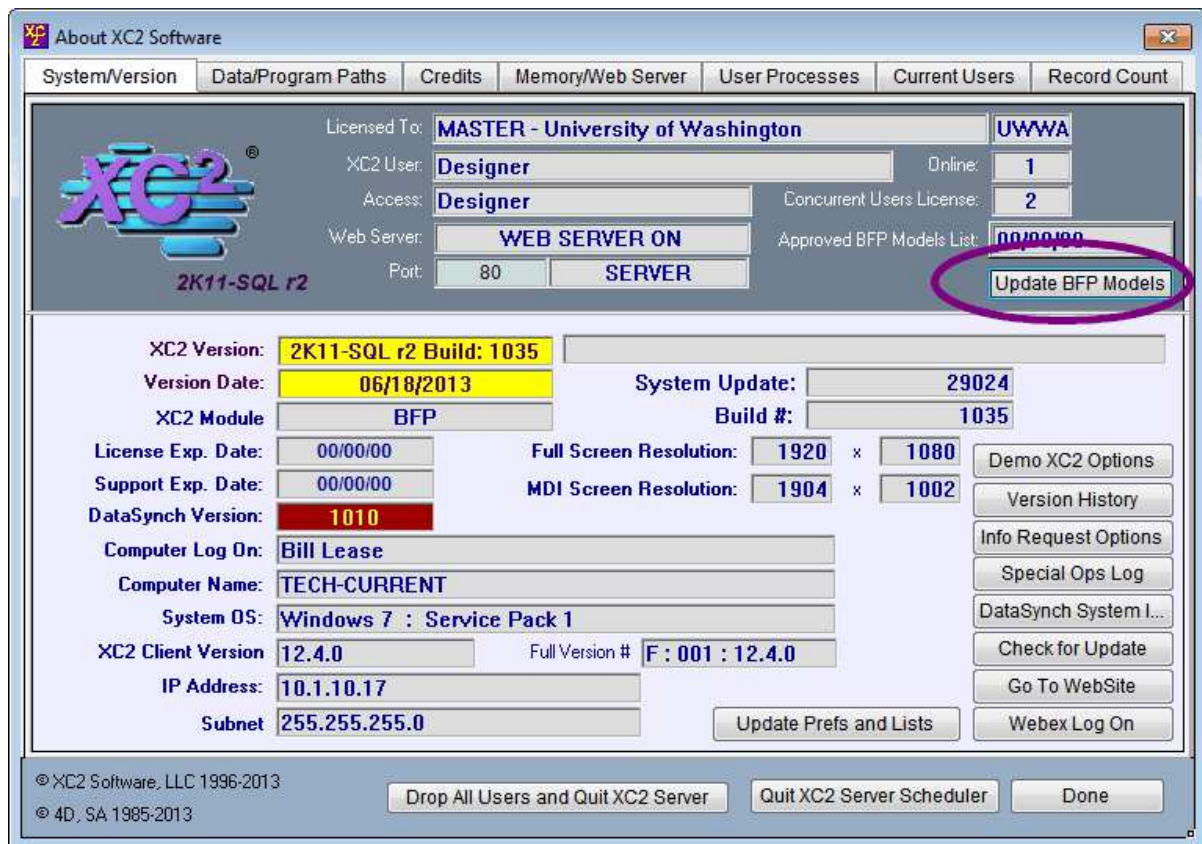 About XC2 Software
System/Version Data/Program Paths Credits Memory/Web Server User Processes Current Users Record Count
XC2 ®
2K11-SQL r2
Licensed To: MASTER - University of Washington UWWA
XC2 User: Designer Online: 1
Access: Designer Concurrent Users License: 2
Web Server: WEB SERVER ON Approved BFP Models List: 00/00/00
Port: 80 SERVER
Update BFP Models
XC2 Version: 2K11-SQL r2 Build: 1035
Version Date: 06/18/2013 System Update: 29024
XC2 Module BFP Build #: 1035
License Exp. Date: 00/00/00 Full Screen Resolution: 1920 x 1080
Support Exp. Date: 00/00/00 MDI Screen Resolution: 1904 x 1002
DataSynch Version: 1010
Computer Log On: Bill Lease
Computer Name: TECH-CURRENT
System OS: Windows 7 : Service Pack 1
XC2 Client Version 12.4.0 Full Version # F : 001 : 12.4.0
IP Address: 10.1.10.17
Subnet 255.255.255.0
Update Prefs and Lists
Demo XC2 Options
Version History
Info Request Options
Special Ops Log
DataSynch System I...
Check for Update
Go To WebSite
Webex Log On
© XC2 Software, LLC 1996-2013
© 4D, SA 1985-2013
Drop All Users and Quit XC2 Server Quit XC2 Server Scheduler Done